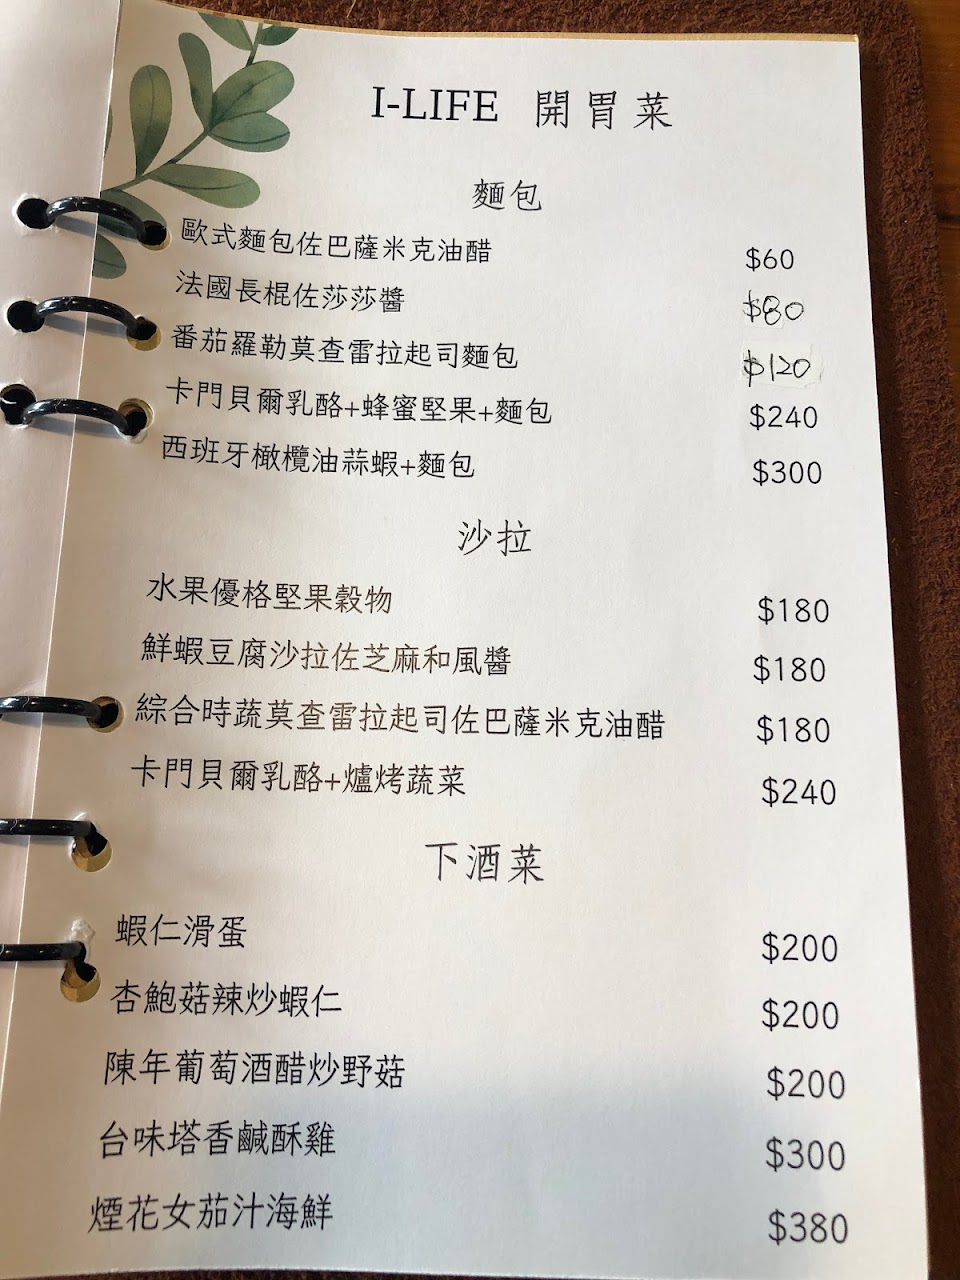 I-LIFE 開胃菜
麵包
歐式麵包佐巴薩米克油醋 $60
法國長棍佐莎莎醬 $80
番茄羅勒莫查雷拉起司麵包 $120
卡門貝爾乳酪+蜂蜜堅果+麵包 $240
西班牙橄欖油蒜蝦+麵包 $300
沙拉
水果優格堅果穀物 $180
鮮蝦豆腐沙拉佐芝麻和風醬 $180
綜合時蔬莫查雷拉起司佐巴薩米克油醋 $180
卡門貝爾乳酪+爐烤蔬菜 $240
下酒菜
蝦仁滑蛋 $200
杏鮑菇辣炒蝦仁 $200
陳年葡萄酒醋炒野菇 $200
台味塔香鹹酥雞 $300
煙花女茄汁海鮮 $380